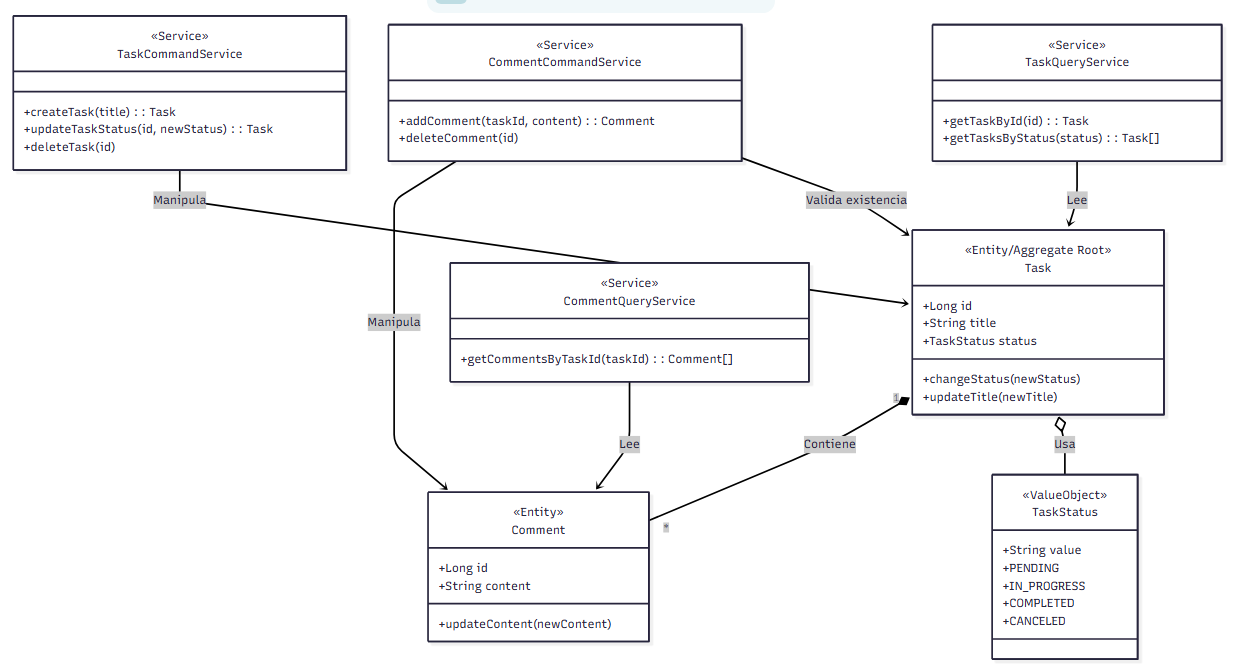 «Service»
TaskCommandService
+createTask(title) : : Task
+updateTaskStatus(id, newStatus) : : Task
+deleteTask(id)
«Service»
CommentCommandService
+addComment(taskId, content) : : Comment
+deleteComment(id)
«Service»
TaskQueryService
+getTaskById(id) : : Task
+getTasksByStatus(status) : : Task[]
Manipula
Valida existencia
Lee
«Entity/Aggregate Root»
Task
+Long id
+String title
+TaskStatus status
+changeStatus(newStatus)
+updateTitle(newTitle)
«Service»
CommentQueryService
+getCommentsByTaskId(taskId) : : Comment[]
Manipula
1
Lee
Contiene
Usa
*
«Entity»
Comment
+Long id
+String content
+updateContent(newContent)
«ValueObject»
TaskStatus
+String value
+PENDING
+IN_PROGRESS
+COMPLETED
+CANCELED